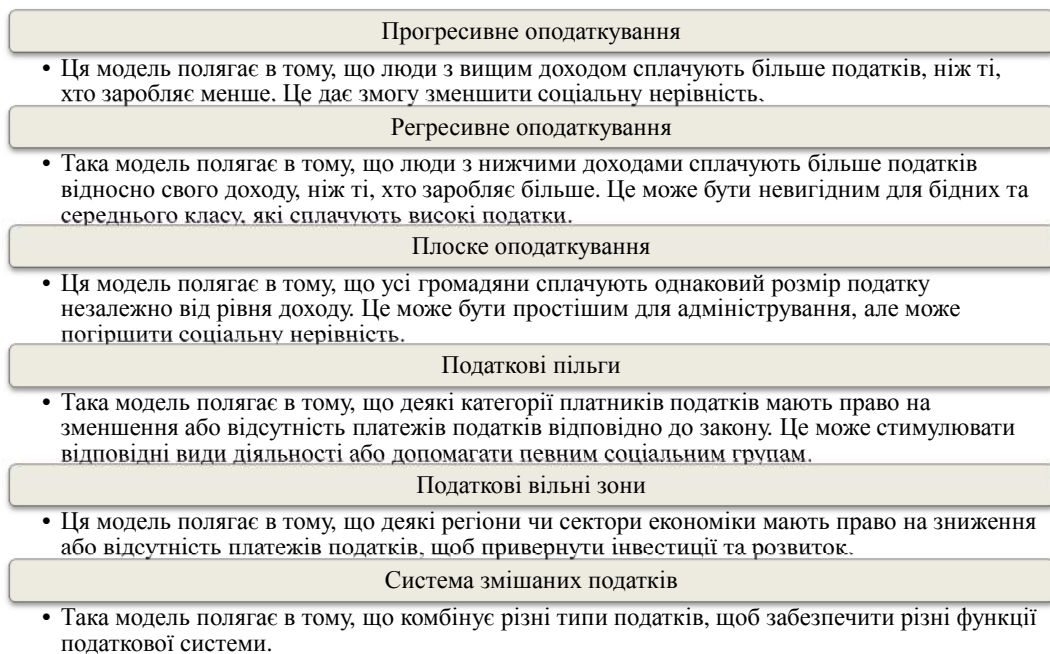 Прогресивне оподаткування
• Ця модель полягає в тому, що люди з вищим доходом сплачують більше податків, ніж ті,
хто заробляє менше. Це дає змогу зменшити соціальну нерівність.
Регресивне оподаткування
• Така модель полягає в тому, що люди з нижчими доходами сплачують більше податків
відносно свого доходу, ніж ті, хто заробляє більше. Це може бути невигідним для бідних та
середнього класу, які сплачують високі податки.
Плоске оподаткування
• Ця модель полягає в тому, що усі громадяни сплачують однаковий розмір податку
незалежно від рівня доходу. Це може бути простішим для адміністрування, але може
погіршити соціальну нерівність.
Податкові пільги
• Така модель полягає в тому, що деякі категорії платників податків мають право на
зменшення або відсутність платежів податків відповідно до закону. Це може стимулювати
відповідні види діяльності або допомагати певним соціальним групам.
Податкові вільні зони
• Ця модель полягає в тому, що деякі регіони чи сектори економіки мають право на зниження
або відсутність платежів податків, щоб привернути інвестиції та розвиток.
Система змішаних податків
• Така модель полягає в тому, що комбінує різні типи податків, щоб забезпечити різні функції
податкової системи.